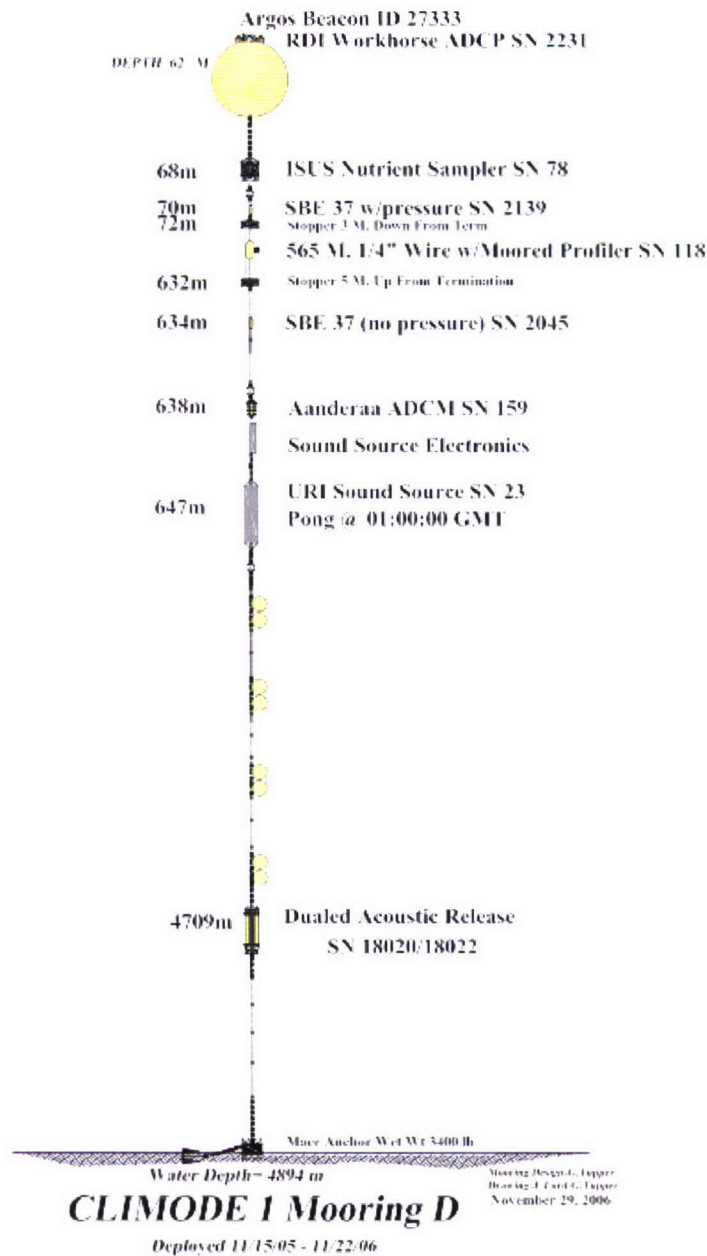 Argos Beacon ID 27333
RDI Workhorse ADCP SN 2231
DEPTH 62 M
68m
ISUS Nutrient Sampler SN 78
70m
SBE 37 w/pressure SN 2139
72m
Stopper 3 M. Down From Term
565 M. 1/4" Wire w/Moored Profiler SN 118
632m
Stopper 5 M. Up From Termination
634m
SBE 37 (no pressure) SN 2045
638m
Aanderaa ADCM SN 159
Sound Source Electronics
647m
URI Sound Source SN 23
Pong @ 01:00:00 GMT
4709m
Dualed Acoustic Release
SN 18020/18022
Mace Anchor Wet Wt 3400 lb
Water Depth= 4894 m
Mooring Design-G. Tupper
Drawing-J. G. Tupper
November 29, 2006
CLIMODE 1 Mooring D
Deployed 11/15/05 - 11/22/06